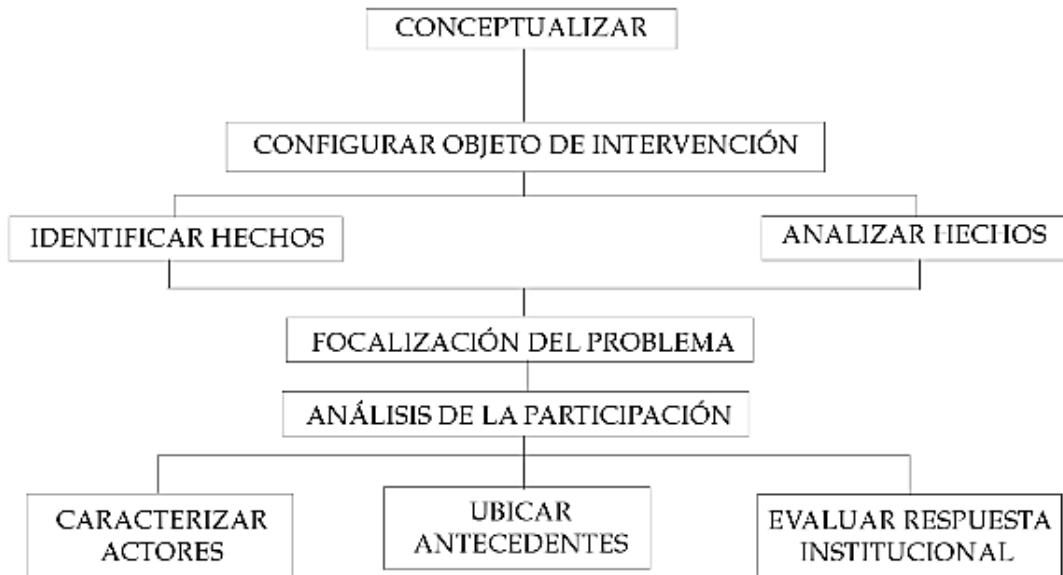 CONCEPTUALIZAR
CONFIGURAR OBJETO DE INTERVENCIÓN
IDENTIFICAR HECHOS
ANALIZAR HECHOS
FOCALIZACIÓN DEL PROBLEMA
ANÁLISIS DE LA PARTICIPACIÓN
CARACTERIZAR
ACTORES
UBICAR
ANTECEDENTES
EVALUAR RESPUESTA
INSTITUCIONAL